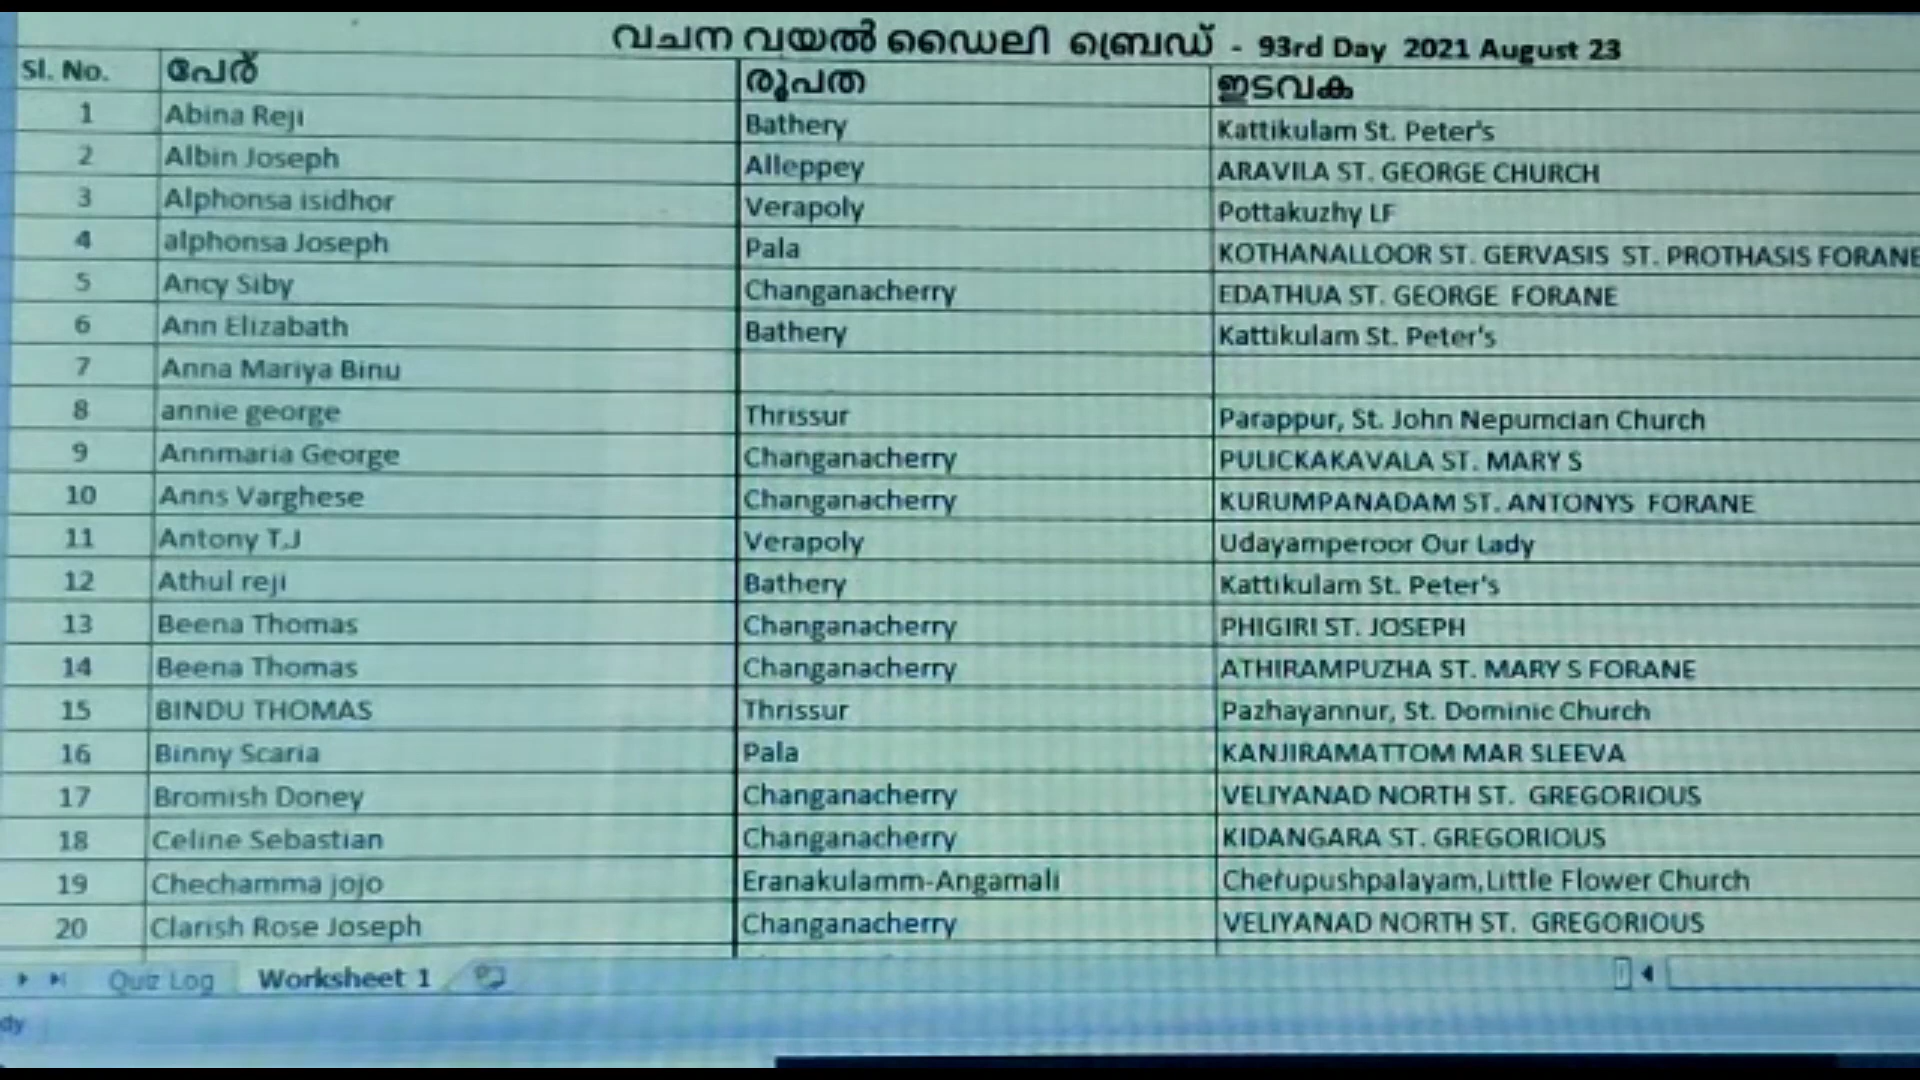 വചന വയൽ ഡൈലി ബ്രെഡ് - 93rd Day 2021 August 23
Sl. No. പേര് രൂപത ഇടവക
1 Abina Reji Bathery Kattikulam St. Peter's
2 Albin Joseph Alleppey ARAVILA ST. GEORGE CHURCH
3 Alphonsa isidhor Verapoly Pottakuzhy LF
4 alphonsa Joseph Pala KOTHANALLOOR ST. GERVASIS ST. PROTHASIS FORANE
5 Ancy Siby Changanacherry EDATHUA ST. GEORGE FORANE
6 Ann Elizabath Bathery Kattikulam St. Peter's
7 Anna Mariya Binu
8 annie george Thrissur Parappur, St. John Nepumcian Church
9 Annmaria George Changanacherry PULICKAKAVALA ST. MARY S
10 Anns Varghese Changanacherry KURUMPANADAM ST. ANTONYS FORANE
11 Antony T.J Verapoly Udayamperoor Our Lady
12 Athul reji Bathery Kattikulam St. Peter's
13 Beena Thomas Changanacherry PHIGIRI ST. JOSEPH
14 Beena Thomas Changanacherry ATHIRAMPUZHA ST. MARY S FORANE
15 BINDU THOMAS Thrissur Pazhayannur, St. Dominic Church
16 Binny Scaria Pala KANJIRAMATTOM MAR SLEEVA
17 Bromish Doney Changanacherry VELIYANAD NORTH ST. GREGORIOUS
18 Celine Sebastian Changanacherry KIDANGARA ST. GREGORIOUS
19 Chechamma jojo Eranakulamm-Angamali Cherupushpalayam,Little Flower Church
20 Clarish Rose Joseph Changanacherry VELIYANAD NORTH ST. GREGORIOUS
Quiz Log Worksheet 1
dy